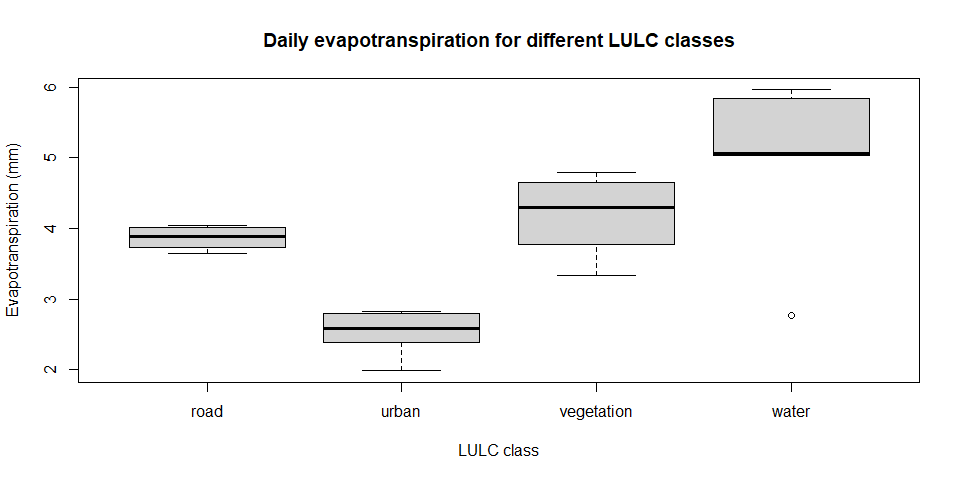 Daily evapotranspiration for different LULC classes
Evapotranspiration (mm)
6
5
4
3
2
road urban vegetation water
LULC class